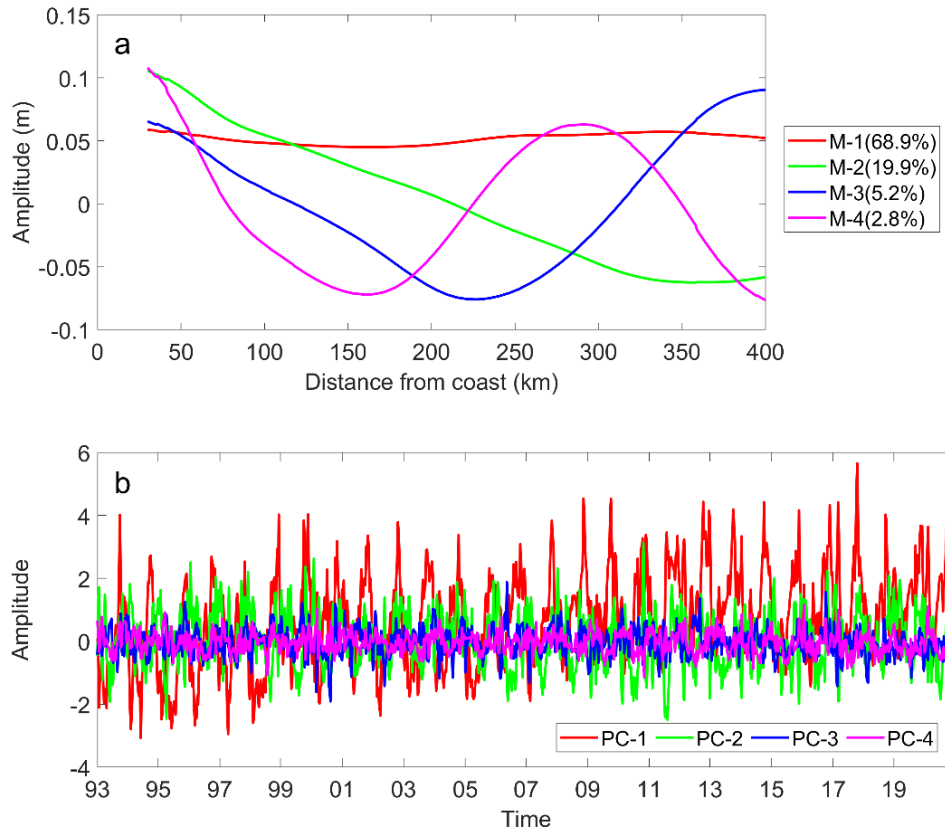 a
0.15
0.1
0.05
0
-0.05
-0.1
Amplitude (m)
0 50 100 150 200 250 300 350 400
Distance from coast (km)
M-1(68.9%)
M-2(19.9%)
M-3(5.2%)
M-4(2.8%)
b
6
4
2
0
-2
-4
Amplitude
PC-1 PC-2 PC-3 PC-4
93 95 97 99 01 03 05 07 09 11 13 15 17 19
Time